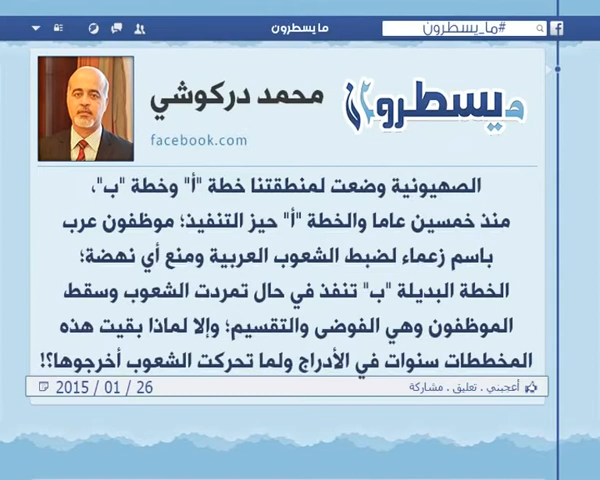 #ما_يسطرون
ما يسطرون
ما يسطرون
محمد دركوشي
facebook.com
الصهيونية وضعت لمنطقتنا خطة "أ" وخطة "ب"،
منذ خمسين عاما والخطة "أ" حيز التنفيذ؛ موظفون عرب
باسم زعماء لضبط الشعوب العربية ومنع أي نهضة؛
الخطة البديلة "ب" تنفذ في حال تمردت الشعوب وسقط
الموظفون وهي الفوضى والتقسيم؛ وإلا لماذا بقيت هذه
المخططات سنوات في الأدراج ولما تحركت الشعوب أخرجوها؟!
أعجبني . تعليق . مشاركة
2015 / 01 / 26